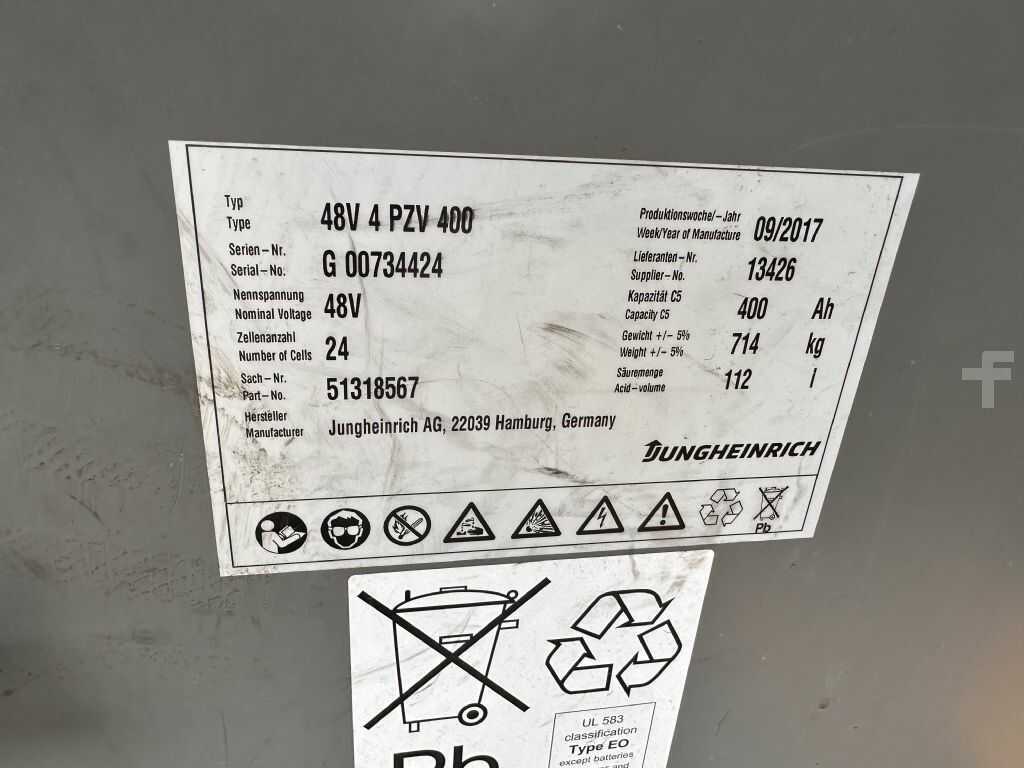 Typ
Type 48V 4 PZV 400
Serien-Nr.
Serial-No. G 00734424
Nennspannung
Nominal Voltage 48V
Zellenanzahl
Number of Cells 24
Sach-Nr.
Part-No. 51318567
Hersteller
Manufacturer Jungheinrich AG, 22039 Hamburg, Germany
Produktionswoche/-Jahr
Week/Year of Manufacture 09/2017
Lieferanten-Nr.
Supplier-No. 13426
Kapazität C5
Capacity C5 400 Ah
Gewicht +/- 5%
Weight +/- 5% 714 kg
Säuremenge
Acid-volume 112 l
JUNGHEINRICH
Pb
Pb
UL 583
classification
Type EO
except batteries
and
f